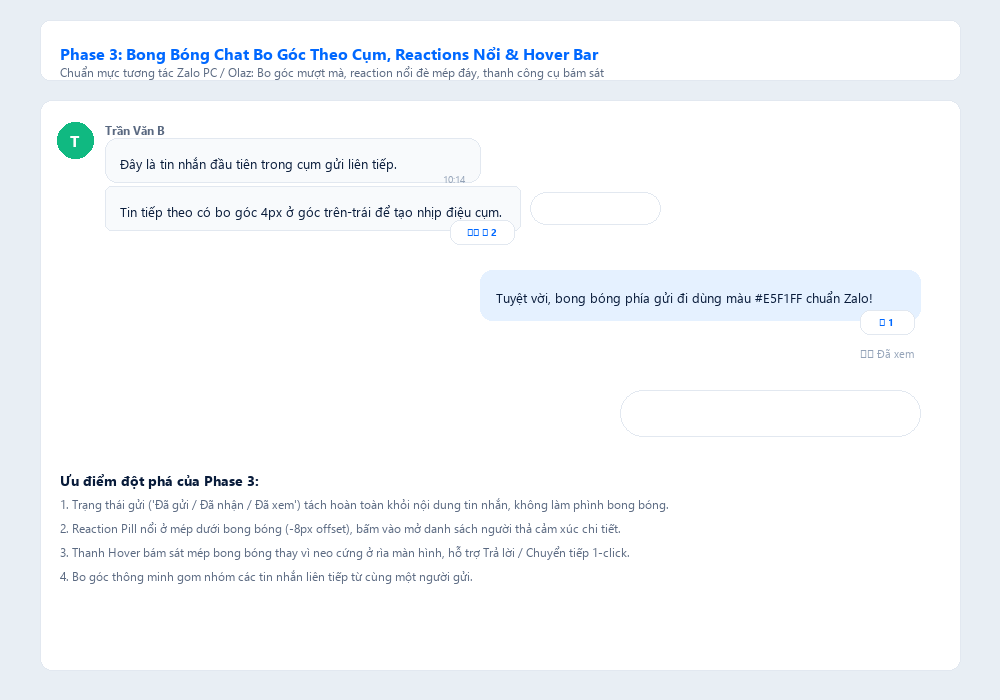 Phase 3: Bong Bóng Chat Bo Góc Theo Cụm, Reactions Nổi & Hover Bar
Chuẩn mực tương tác Zalo PC / Olaz: Bo góc mượt mà, reaction nổi đè mép đáy, thanh công cụ bám sát
T
Trần Văn B
Đây là tin nhắn đầu tiên trong cụm gửi liên tiếp.
10:14
Tin tiếp theo có bo góc 4px ở góc trên-trái để tạo nhịp điệu cụm.
2
Tuyệt vời, bong bóng phía gửi đi dùng màu #E5F1FF chuẩn Zalo!
1
Đã xem
Ưu điểm đột phá của Phase 3:
1. Trạng thái gửi ('Đã gửi / Đã nhận / Đã xem') tách hoàn toàn khỏi nội dung tin nhắn, không làm phình bong bóng.
2. Reaction Pill nổi ở mép dưới bong bóng (-8px offset), bấm vào mở danh sách người thả cảm xúc chi tiết.
3. Thanh Hover bám sát mép bong bóng thay vì neo cứng ở rìa màn hình, hỗ trợ Trả lời / Chuyển tiếp 1-click.
4. Bo góc thông minh gom nhóm các tin nhắn liên tiếp từ cùng một người gửi.